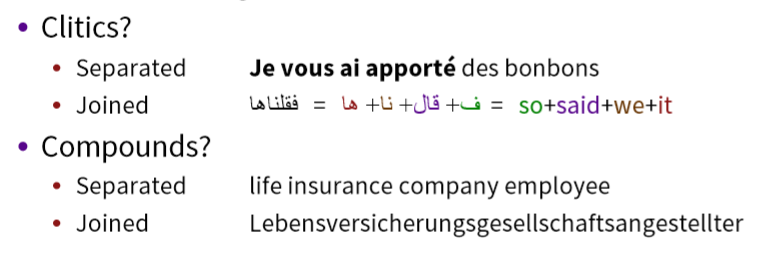 • Clitics?
• Separated Je vous ai apporté des bonbons
• Joined فقلناها = ف+ قال+ نا+ ها = so+said+we+it
• Compounds?
• Separated life insurance company employee
• Joined Lebensversicherungsgesellschaftsangestellter